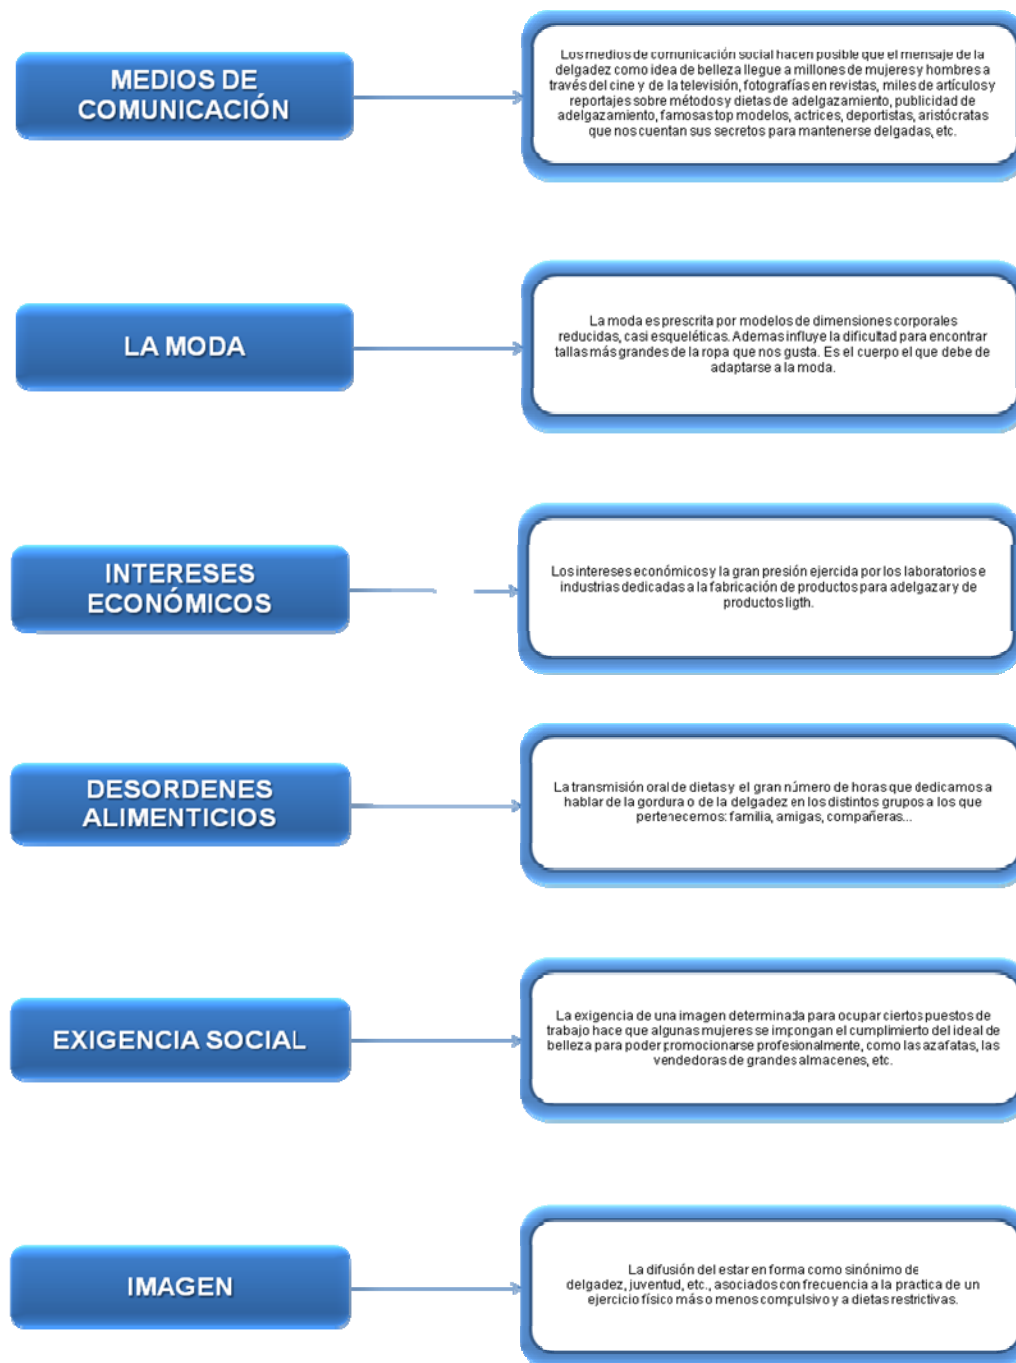 MEDIOS DE
COMUNICACIÓN
Los medios de comunicación social hacen posible que el mensaje de la
delgadez como idea de belleza llegue a millones de mujeres y hombres a
través del cine y de la televisión, fotografías en revistas, miles de artículos y
reportajes sobre métodos y dietas de adelgazamiento, publicidad de
adelgazamiento, famosas top modelos, actrices, deportistas, aristócratas
que nos cuentan sus secretos para mantenerse delgadas, etc.
LA MODA
La moda es prescrita por modelos de dimensiones corporales
reducidas, casi esqueléticas. Ademas influye la dificultad para encontrar
tallas más grandes de la ropa que nos gusta. Es el cuerpo el que debe de
adaptarse a la moda.
INTERESES
ECONÓMICOS
Los intereses económicos y la gran presión ejercida por los laboratorios e
industrias dedicadas a la fabricación de productos para adelgazar y de
productos ligth.
DESORDENES
ALIMENTICIOS
La transmisión oral de dietas y el gran número de horas que dedicamos a
hablar de la gordura o de la delgadez en los distintos grupos a los que
pertenecemos: familia, amigas, compañeras...
EXIGENCIA SOCIAL
La exigencia de una imagen determinada para ocupar ciertos puestos de
trabajo hace que algunas mujeres se impongan el cumplimiento del ideal de
belleza para poder promocionarse profesionalmente, como las azafatas, las
vendedoras de grandes almacenes, etc.
IMAGEN
La difusión del estar en forma como sinónimo de
delgadez, juventud, etc., asociados con frecuencia a la practica de un
ejercicio físico más o menos compulsivo y a dietas restrictivas.